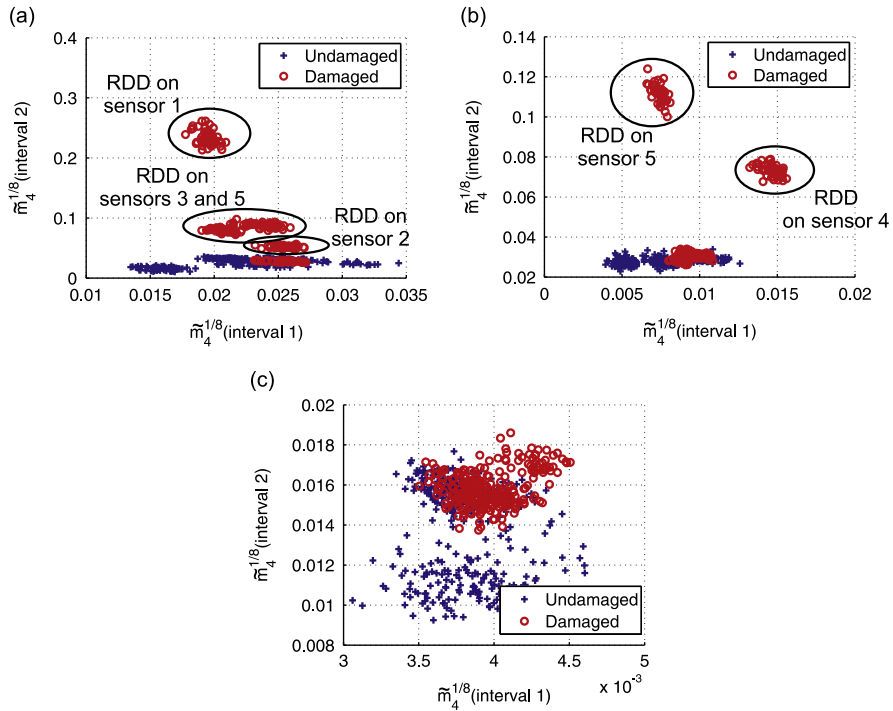 (a)
0.4
0.3
0.2
0.1
0
0.01
0.015
0.02
0.025
0.03
0.035
m̃₄^1/8 (interval 2)
m̃₄^1/8 (interval 1)
Undamaged
Damaged
RDD on
sensor 1
RDD on
sensors 3 and 5
RDD on
sensor 2
(b)
0.14
0.12
0.1
0.08
0.06
0.04
0.02
0
0.005
0.01
0.015
0.02
m̃₄^1/8 (interval 2)
m̃₄^1/8 (interval 1)
Undamaged
Damaged
RDD on
sensor 5
RDD
on sensor 4
(c)
0.02
0.018
0.016
0.014
0.012
0.01
0.008
3
3.5
4
4.5
5
x 10⁻³
m̃₄^1/8 (interval 2)
m̃₄^1/8 (interval 1)
Undamaged
Damaged